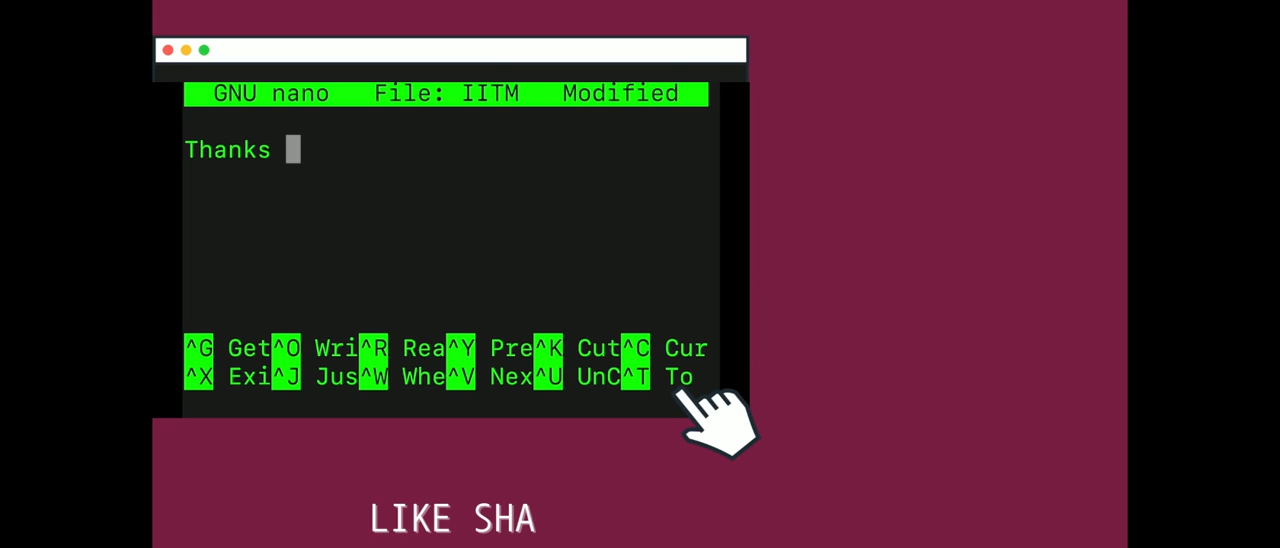 GNU nano File: IITM Modified
Thanks
^G Get^O Wri^R Rea^Y Pre^K Cut^C Cur
^X Exi^J Jus^W Whe^V Nex^U UnC^T To
LIKE SHA